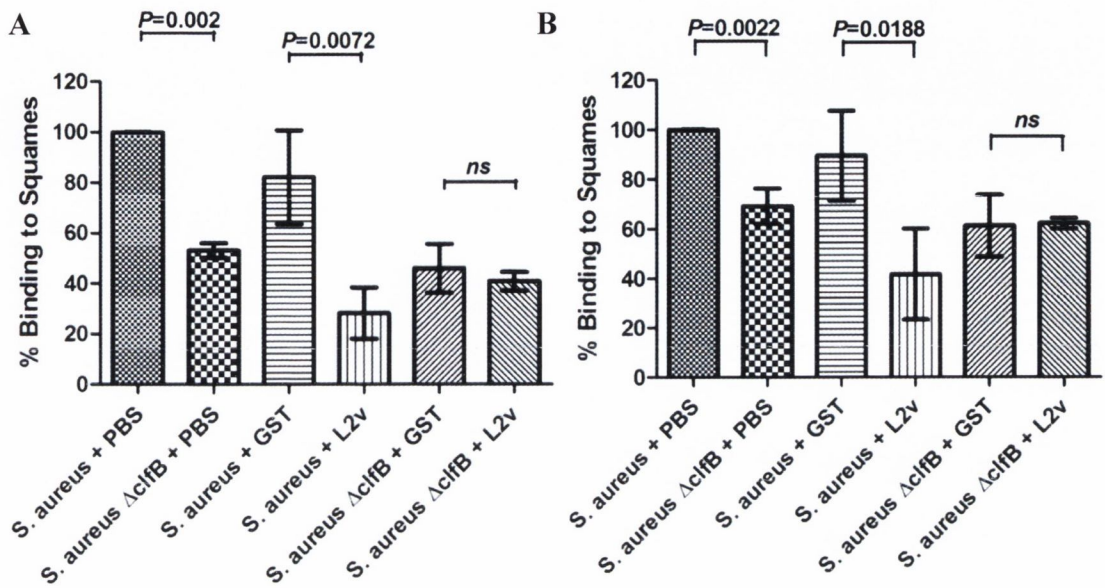 A
P=0.002
P=0.0072
ns
% Binding to Squames
120
100
80
60
40
20
0
S. aureus + PBS
S. aureus ΔclfB + PBS
S. aureus + GST
S. aureus + L2v
S. aureus ΔclfB + GST
S. aureus ΔclfB + L2v
B
P=0.0022
P=0.0188
ns
% Binding to Squames
120
100
80
60
40
20
0
S. aureus + PBS
S. aureus ΔclfB + PBS
S. aureus + GST
S. aureus + L2v
S. aureus ΔclfB + GST
S. aureus ΔclfB + L2v